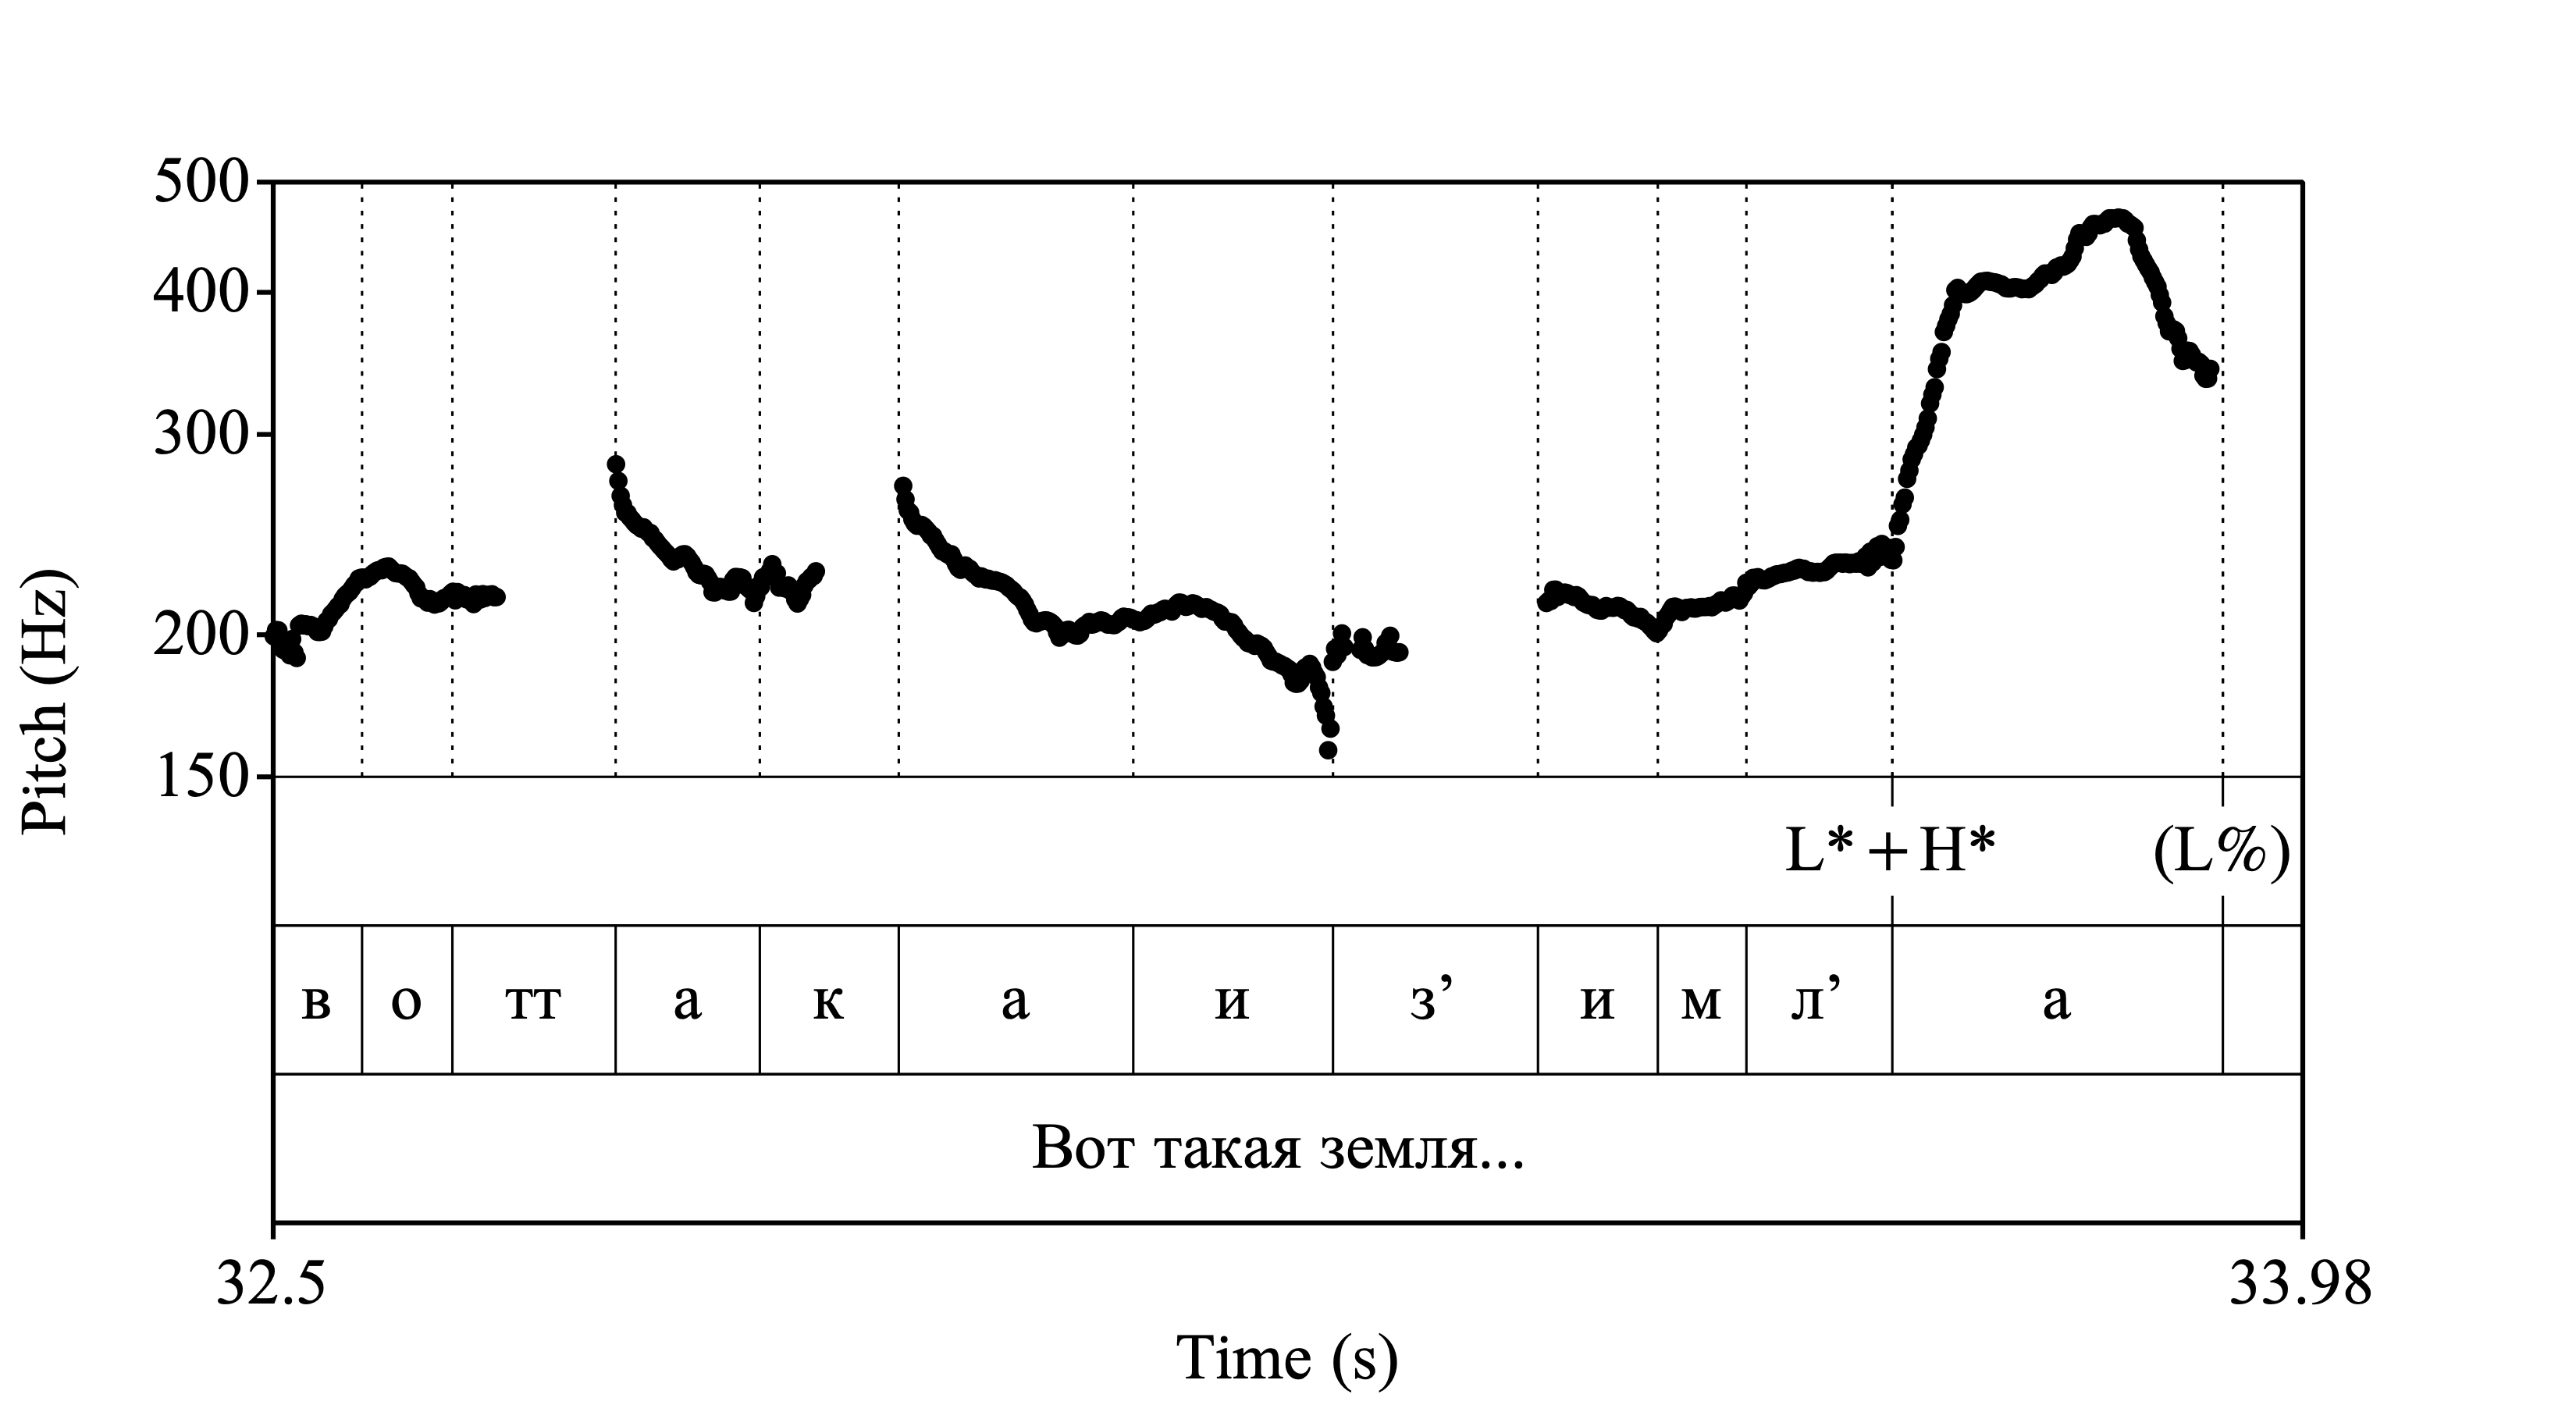 500
400
300
200
150
Pitch (Hz)
L*+H* (L%)
в о тт а к а и з’ и м л’ а
Вот такая земля...
32.5 33.98
Time (s)